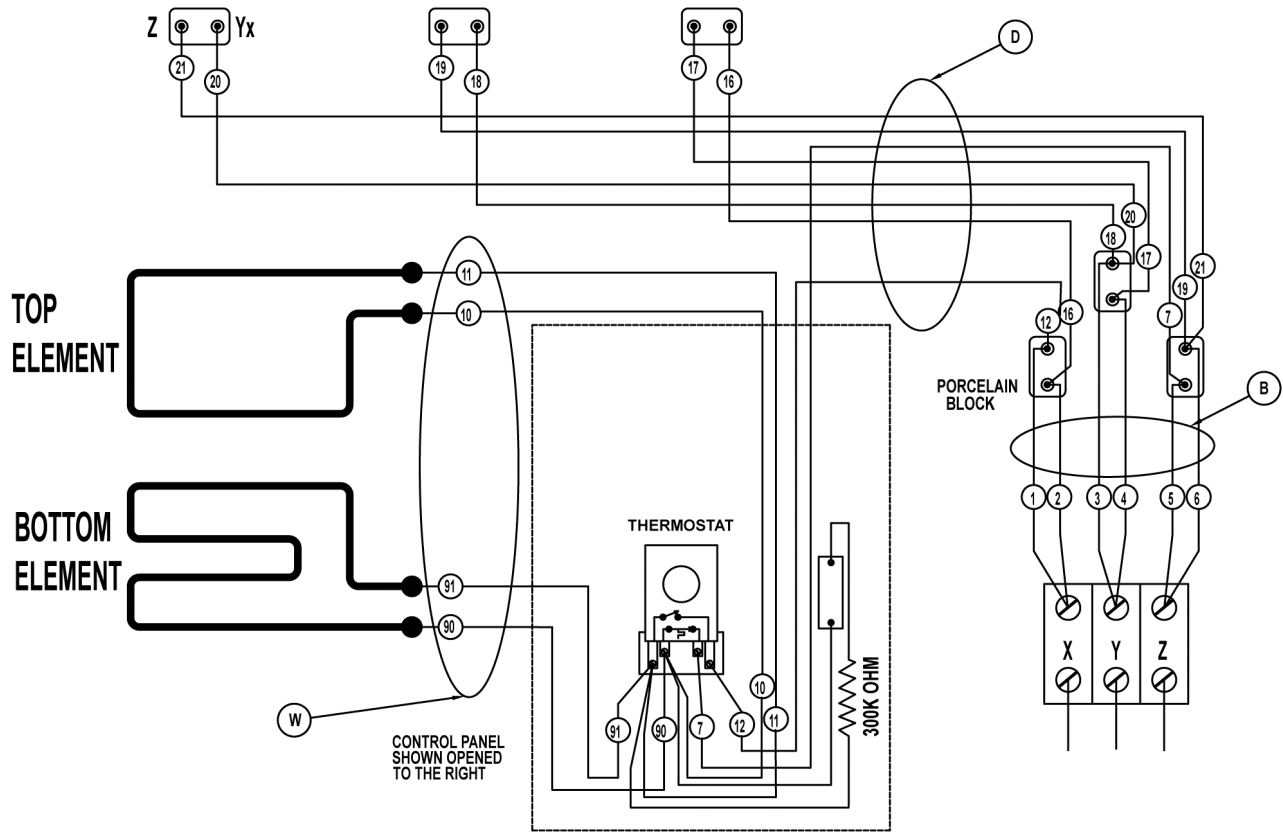 Z
Yx
21
20
19
18
17
16
D
20
18
17
21
19
16
12
7
11
10
TOP
ELEMENT
PORCELAIN
BLOCK
B
1
2
3
4
5
6
BOTTOM
ELEMENT
THERMOSTAT
91
90
X
Y
Z
300K OHM
10
11
W
91
90
7
12
CONTROL PANEL
SHOWN OPENED
TO THE RIGHT